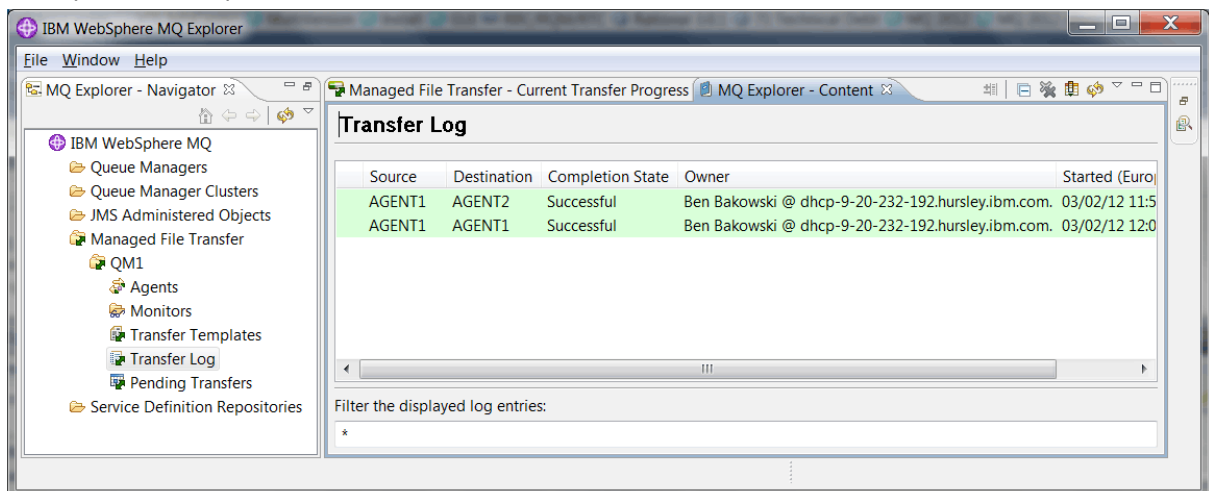 IBM WebSphere MQ Explorer
File Window Help
MQ Explorer - Navigator
IBM WebSphere MQ
Queue Managers
Queue Manager Clusters
JMS Administered Objects
Managed File Transfer
QM1
Agents
Monitors
Transfer Templates
Transfer Log
Pending Transfers
Service Definition Repositories
Managed File Transfer - Current Transfer Progress MQ Explorer - Content
Transfer Log
Source Destination Completion State Owner Started (Euro
AGENT1 AGENT2 Successful Ben Bakowski @ dhcp-9-20-232-192.hursley.ibm.com. 03/02/12 11:5
AGENT1 AGENT1 Successful Ben Bakowski @ dhcp-9-20-232-192.hursley.ibm.com. 03/02/12 12:0
Filter the displayed log entries:
*